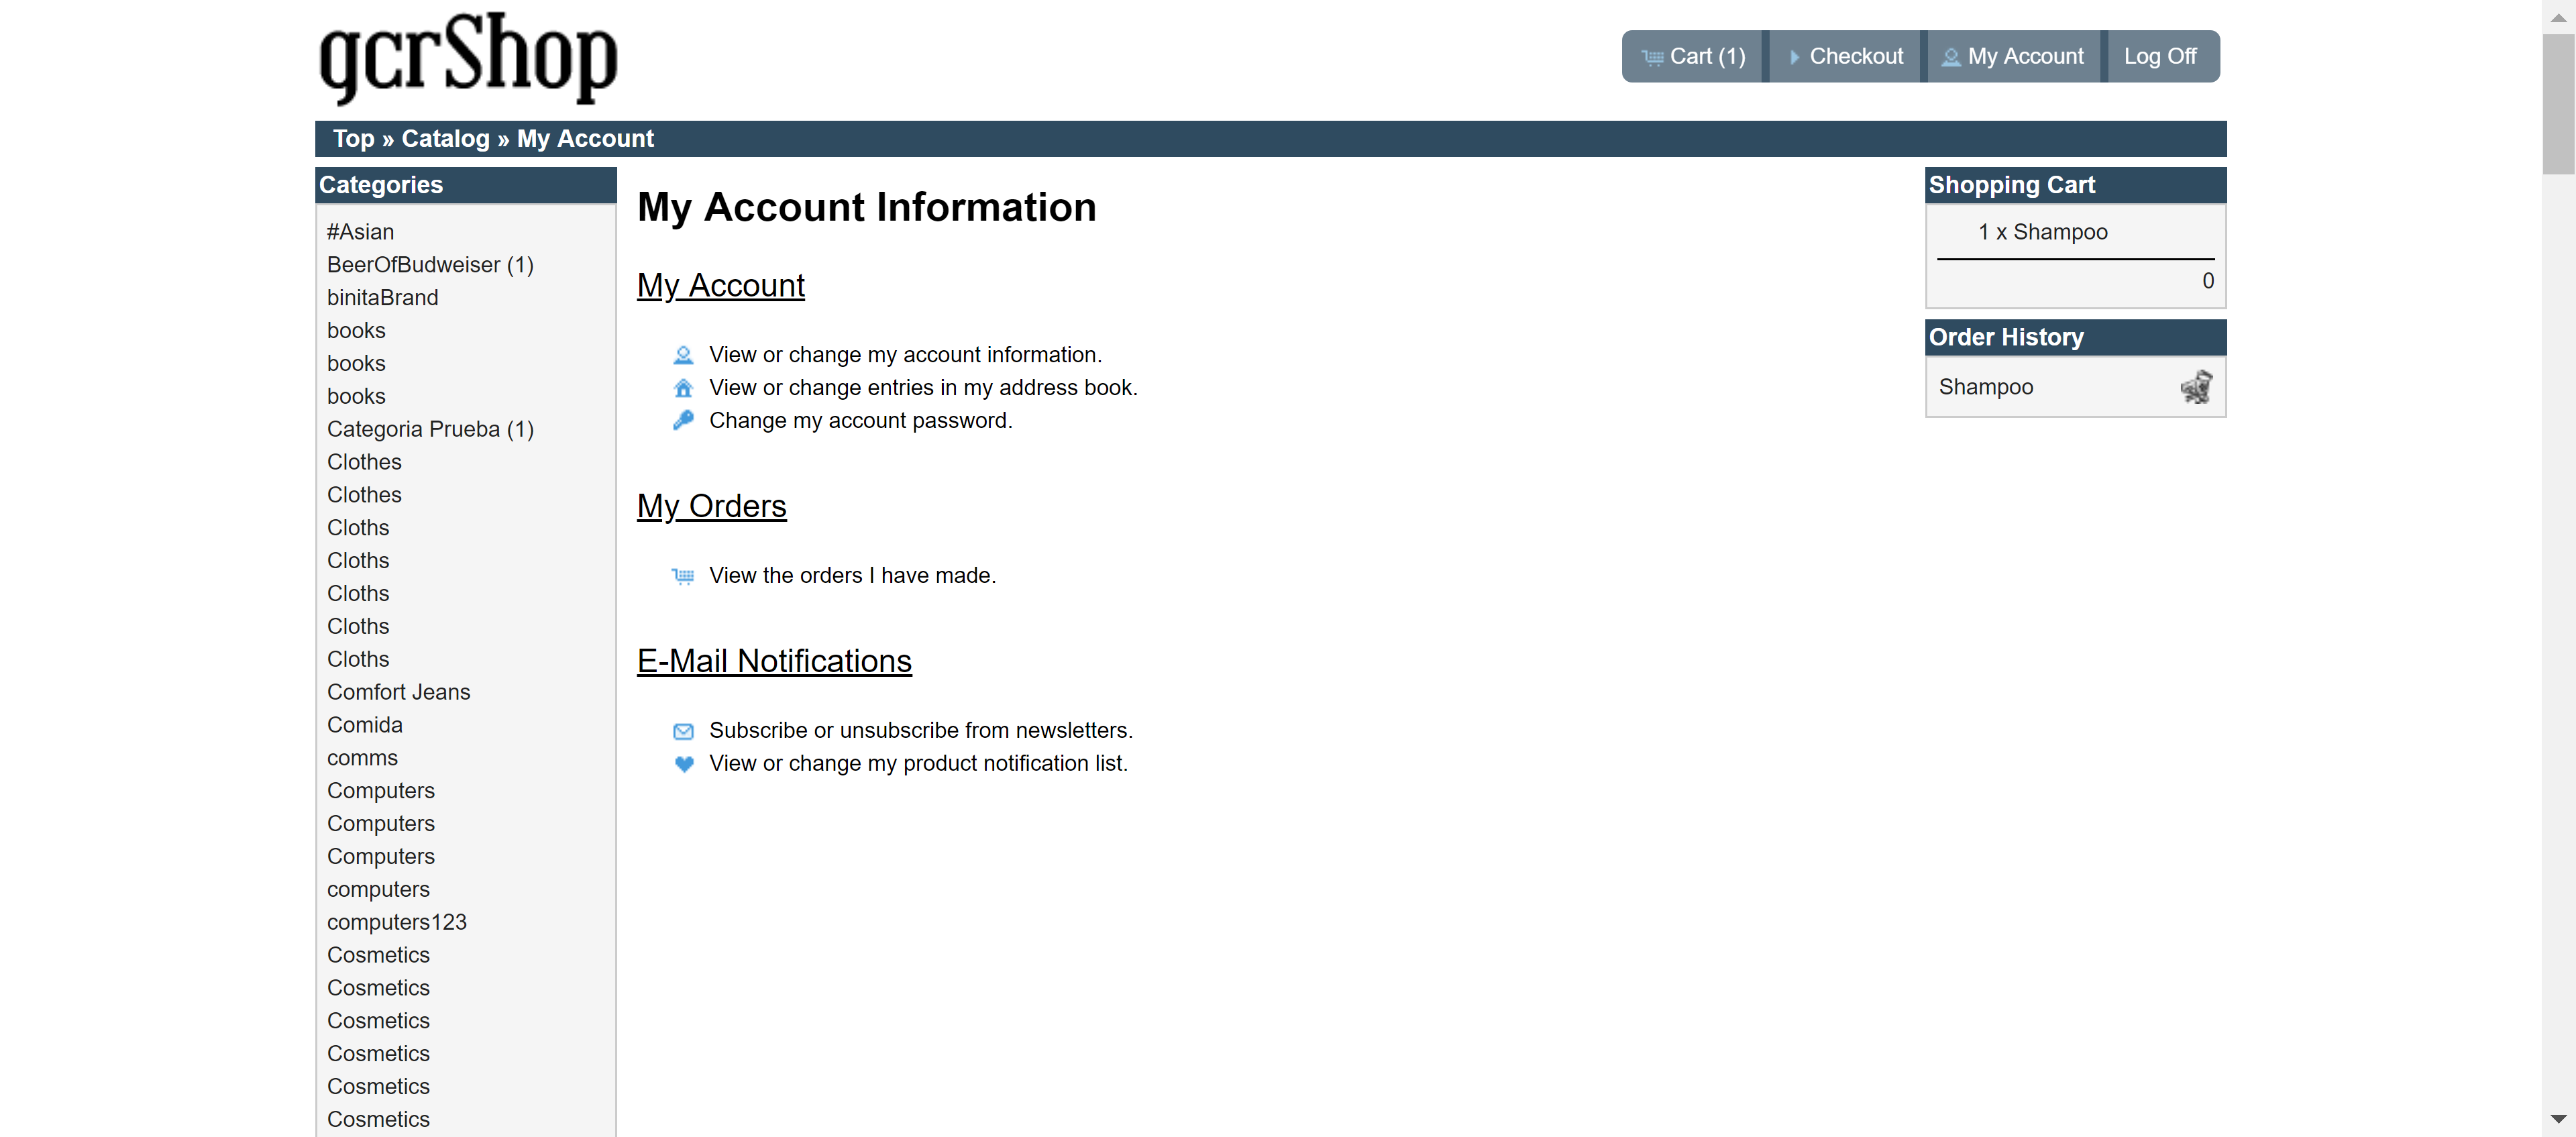 gcrShop
Cart (1) Checkout My Account Log Off
Top » Catalog » My Account
Categories
#Asian
BeerOfBudweiser (1)
binitaBrand
books
books
books
Categoria Prueba (1)
Clothes
Clothes
Cloths
Cloths
Cloths
Cloths
Cloths
Comfort Jeans
Comida
comms
Computers
Computers
Computers
computers
computers123
Cosmetics
Cosmetics
Cosmetics
Cosmetics
Cosmetics
Cosmetics
My Account Information
My Account
View or change my account information.
View or change entries in my address book.
Change my account password.
My Orders
View the orders I have made.
E-Mail Notifications
Subscribe or unsubscribe from newsletters.
View or change my product notification list.
Shopping Cart
1 x Shampoo
0
Order History
Shampoo